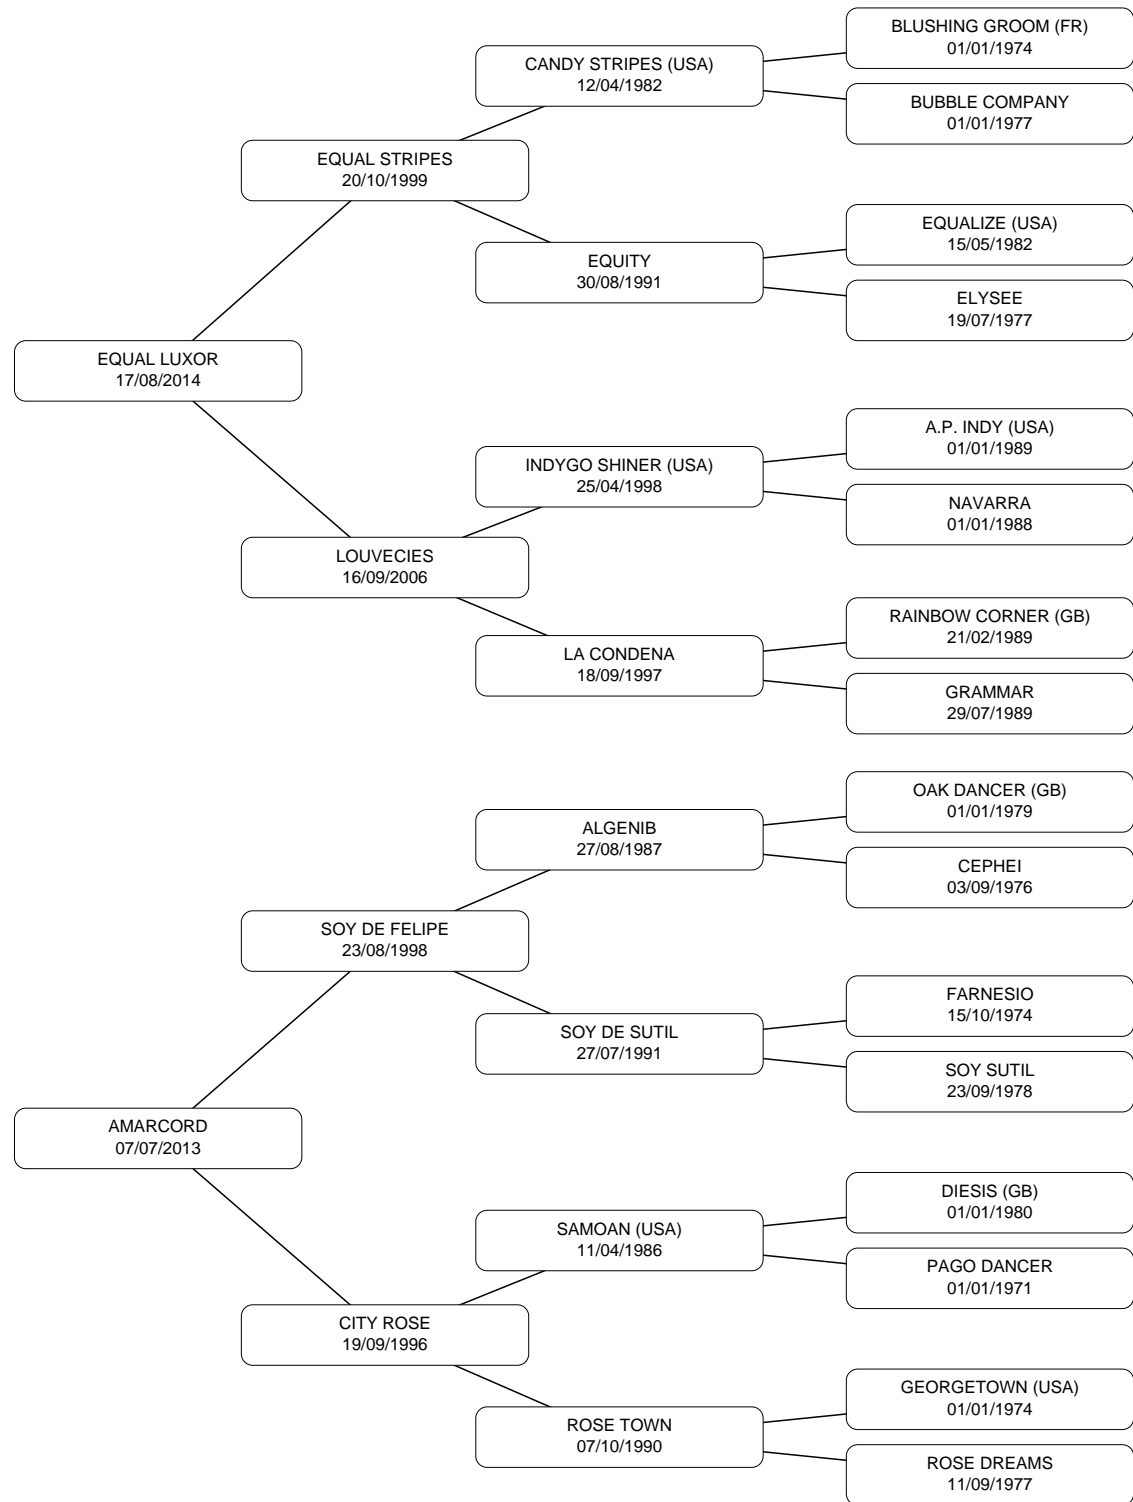 BLUSHING GROOM (FR)
01/01/1974
CANDY STRIPES (USA)
12/04/1982
BUBBLE COMPANY
01/01/1977
EQUAL STRIPES
20/10/1999
EQUALIZE (USA)
15/05/1982
EQUITY
30/08/1991
ELYSEE
19/07/1977
EQUAL LUXOR
17/08/2014
A.P. INDY (USA)
01/01/1989
INDYGO SHINER (USA)
25/04/1998
NAVARRA
01/01/1988
LOUVECIES
16/09/2006
RAINBOW CORNER (GB)
21/02/1989
LA CONDENA
18/09/1997
GRAMMAR
29/07/1989
OAK DANCER (GB)
01/01/1979
ALGENIB
27/08/1987
CEPHEI
03/09/1976
SOY DE FELIPE
23/08/1998
FARNESIO
15/10/1974
SOY DE SUTIL
27/07/1991
SOY SUTIL
23/09/1978
AMARCORD
07/07/2013
DIESIS (GB)
01/01/1980
SAMOAN (USA)
11/04/1986
PAGO DANCER
01/01/1971
CITY ROSE
19/09/1996
GEORGETOWN (USA)
01/01/1974
ROSE TOWN
07/10/1990
ROSE DREAMS
11/09/1977